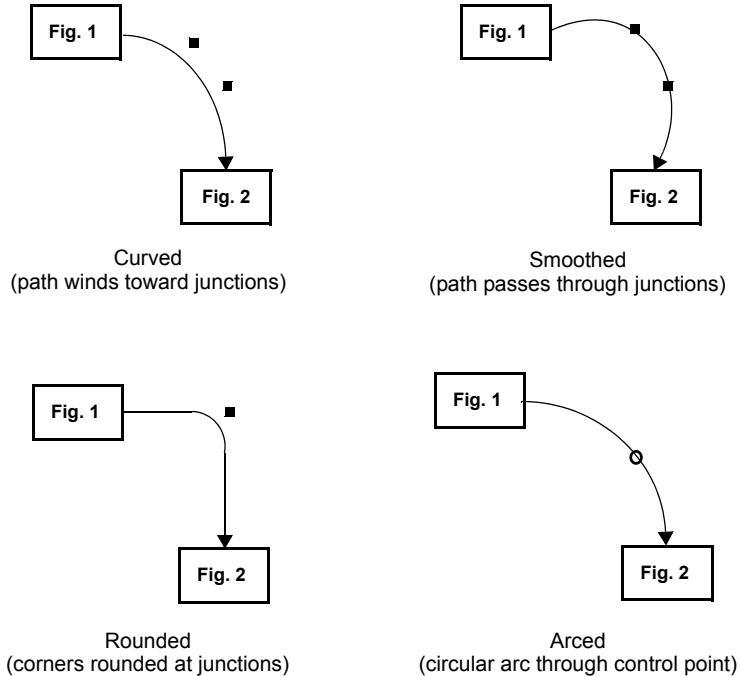 Fig. 1
Fig. 2
Curved
(path winds toward junctions)
Fig. 1
Fig. 2
Smoothed
(path passes through junctions)
Fig. 1
Fig. 2
Rounded
(corners rounded at junctions)
Fig. 1
Fig. 2
Arced
(circular arc through control point)